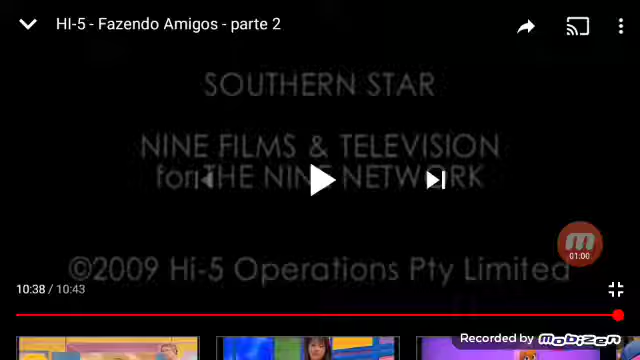 HI-5 - Fazendo Amigos - parte 2
SOUTHERN STAR
NINE FILMS & TELEVISION
for THE NINE NETWORK
01:00
©2009 Hi-5 Operations Pty Limited
10:38 / 10:43
Recorded by MOBIZEN